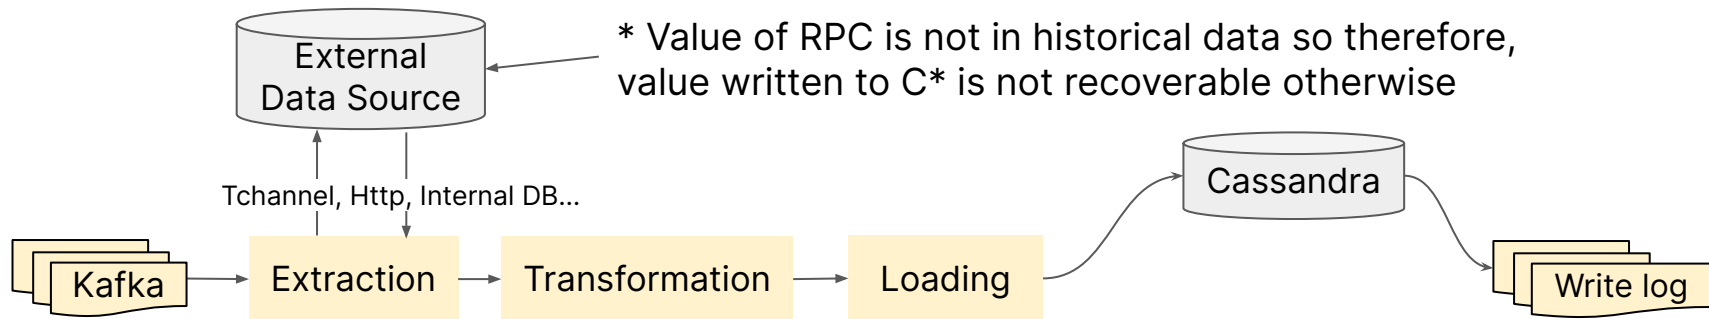 External
Data Source
* Value of RPC is not in historical data so therefore,
value written to C* is not recoverable otherwise
Cassandra
Tchannel, Http, Internal DB...
Kafka
Extraction
Transformation
Loading
Write log